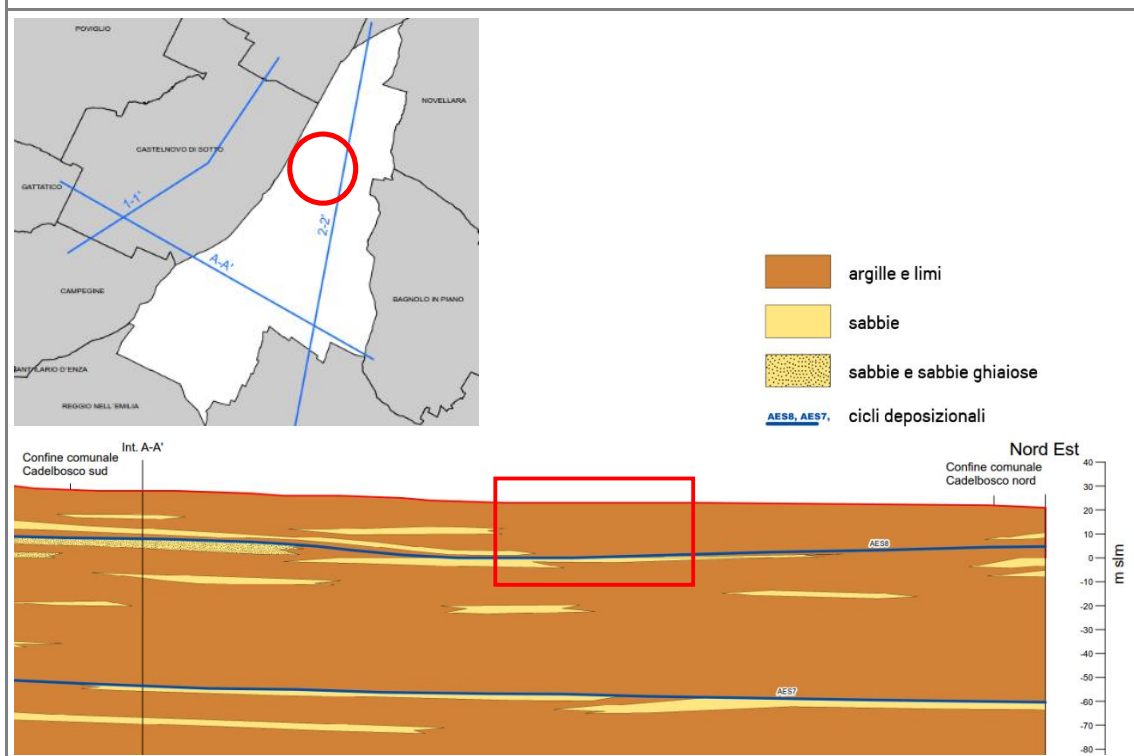 POVIGLIO
NOVELLARA
CASTELNOVO DI SOTTO
GATTATICO
1-1'
2-2'
A-A'
CAMPEGINE
BAGNOLO IN PIANO
SANT'ILARIO D'ENZA
REGGIO NELL'EMILIA
argille e limi
sabbie
sabbie e sabbie ghiaiose
AES8, AES7, cicli deposizionali
Int. A-A'
Confine comunale
Cadelbosco sud
Nord Est
Confine comunale
Cadelbosco nord
40
30
20
10
0
-10
-20
-30
-40
-50
-60
-70
-80
m slm
AES8
AES7